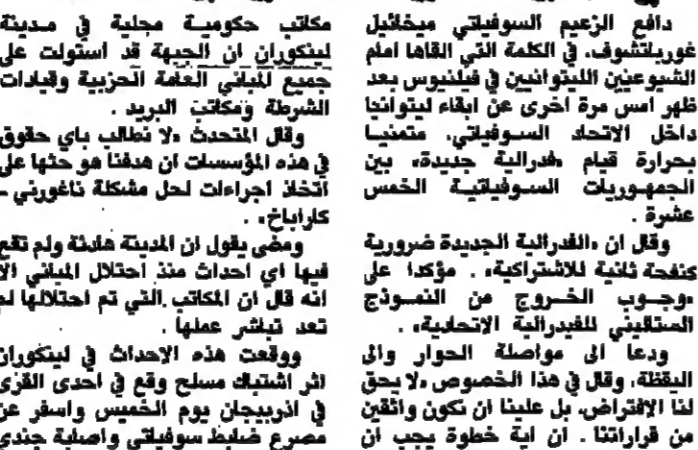 دافع الزعيم السوفياتي ميخائيل
غورباتشوف، في الكلمة التي القاها امام
الشيوعيين الليتوانيين في فيلنيوس بعد
ظهر امس مرة اخرى عن ابقاء ليتوانيا
داخل الاتحاد السوفياتي، متمنيا
بحرارة قيام «فدرالية جديدة» بين
الجمهوريات السوفياتية الخمس
عشرة .
وقال ان «الفدرالية الجديدة ضرورية
كنفحة ثانية للاشتراكية» . مؤكدا على
«وجوب الخروج من النموذج
الستاليني للفيدرالية الاتحادية» .
ودعا الى مواصلة الحوار والى
اليقظة، وقال في هذا الخصوص «لا يحق
لنا الافتراض، بل علينا ان نكون واثقين
من قراراتنا . ان اية خطوة يجب ان
مكاتب حكومية محلية في مدينة
لينكوران ان الجبهة قد استولت على
جميع المباني العامة الحزبية وقيادات
الشرطة ومكاتب البريد .
وقال المتحدث «لا نطالب باي حقوق
في هذه المؤسسات ان هدفنا هو حثها على
اتخاذ اجراءات لحل مشكلة ناغورني -
كاراباخ» .
ومضى يقول ان المدينة هادئة ولم تقع
فيها اي احداث منذ احتلال المباني الا
انه قال ان المكاتب التي تم احتلالها لم
تعد تباشر عملها .
ووقعت هذه الاحداث في لينكوران
اثر اشتباك مسلح وقع في احدى القرى
في اذربيجان يوم الخميس واسفر عن
مصرع ضابط سوفياتي واصابة جندي